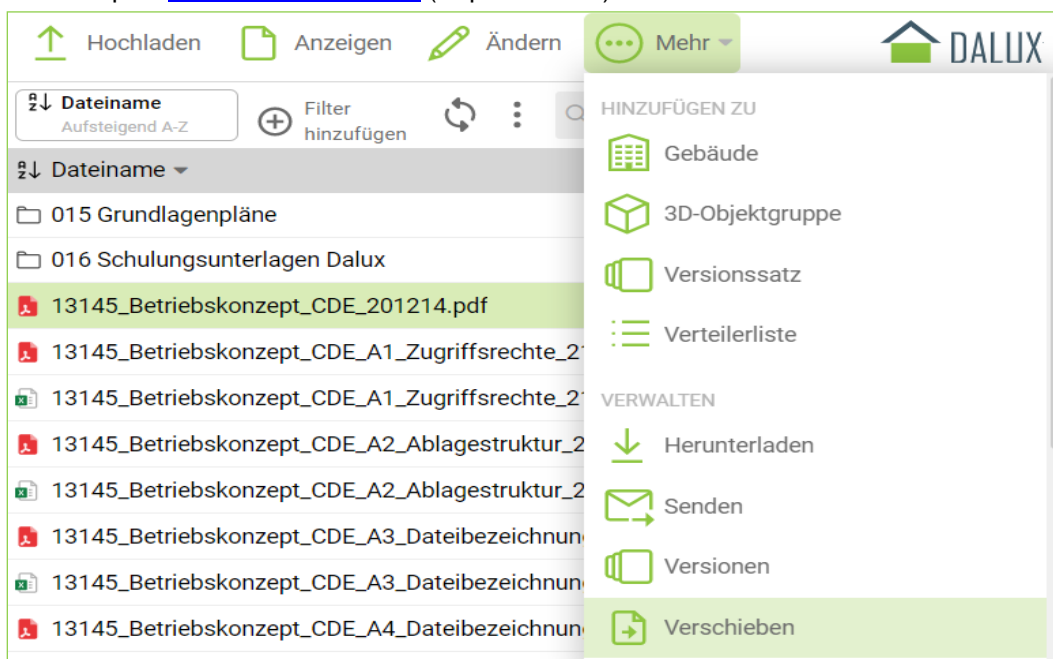 Hochladen Anzeigen Ändern Mehr DALUX
Dateiname
Aufsteigend A-Z
Filter
hinzufügen
Dateiname
015 Grundlagenpläne
016 Schulungsunterlagen Dalux
13145_Betriebskonzept_CDE_201214.pdf
13145_Betriebskonzept_CDE_A1_Zugriffsrechte_2
13145_Betriebskonzept_CDE_A1_Zugriffsrechte_2
13145_Betriebskonzept_CDE_A2_Ablagestruktur_2
13145_Betriebskonzept_CDE_A2_Ablagestruktur_2
13145_Betriebskonzept_CDE_A3_Dateibezeichnun
13145_Betriebskonzept_CDE_A3_Dateibezeichnun
13145_Betriebskonzept_CDE_A4_Dateibezeichnun
HINZUFÜGEN ZU
Gebäude
3D-Objektgruppe
Versionssatz
Verteilerliste
VERWALTEN
Herunterladen
Senden
Versionen
Verschieben